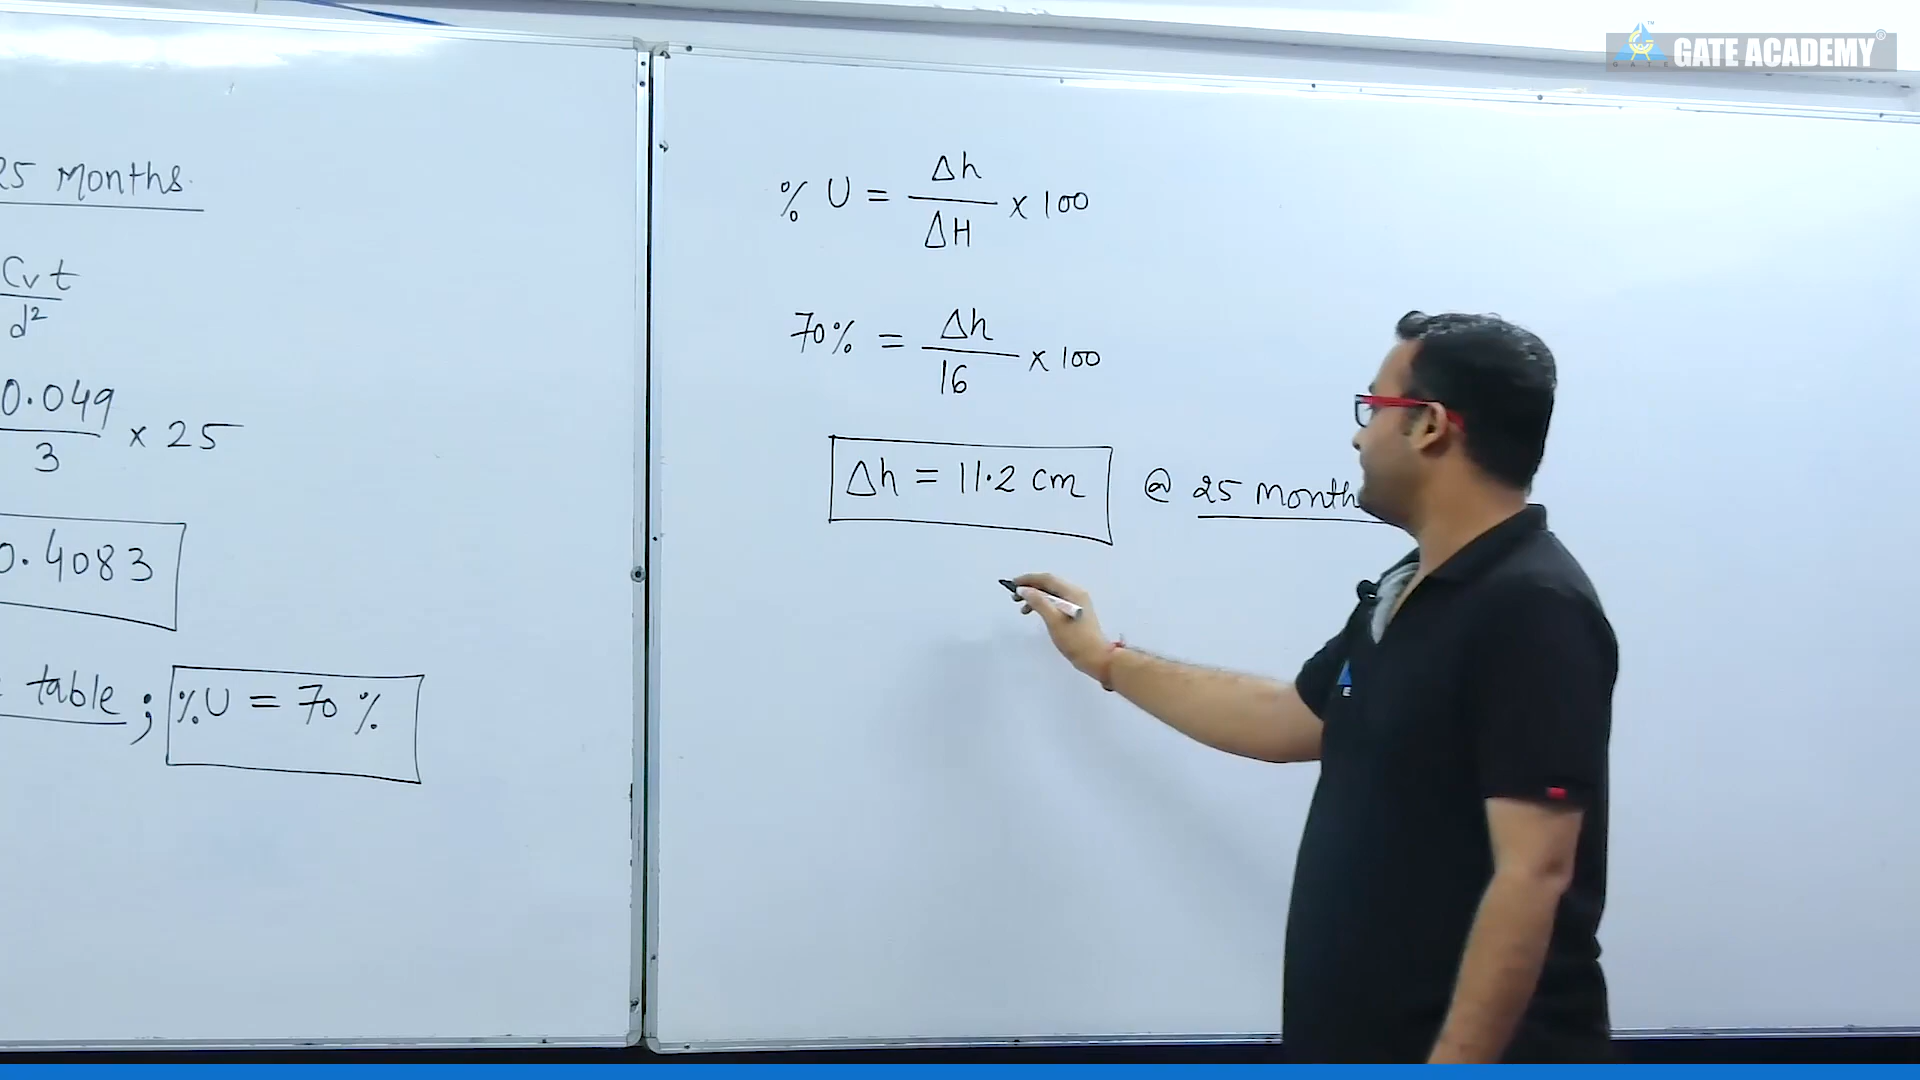 25 Months.
Cv t
d²
0.049
3
× 25
0.4083
table ; % U = 70 %
% U = Δh / ΔH × 100
70% = Δh / 16 × 100
Δh = 11.2 cm @ 25 month
GATE ACADEMY®